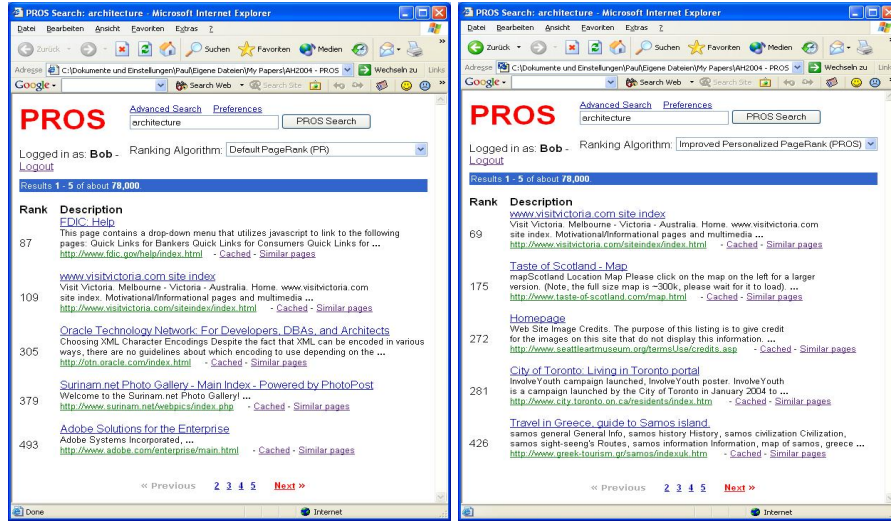 PROS Search: architecture - Microsoft Internet Explorer
Datei Bearbeiten Ansicht Favoriten Extras ?
Zurück Suchen Favoriten Medien »
Adresse C:\Dokumente und Einstellungen\Paul\Eigene Dateien\My Papers\AH2004 - PROS Wechseln zu Links
Google - Search Web Search Site »
PROS
Advanced Search Preferences
architecture PROS Search
Logged in as: Bob - Ranking Algorithm: Default PageRank (PR)
Logout
Results 1 - 5 of about 78,000.
Rank Description
FDIC: Help
87 This page contains a drop-down menu that utilizes javascript to link to the following
pages: Quick Links for Bankers Quick Links for Consumers Quick Links for ...
http://www.fdic.gov/help/index.html - Cached - Similar pages
www.visitvictoria.com site index
109 Visit Victoria. Melbourne - Victoria - Australia. Home. www.visitvictoria.com
site index. Motivational/Informational pages and multimedia ...
http://www.visitvictoria.com/siteindex/index.html - Cached - Similar pages
Oracle Technology Network: For Developers, DBAs, and Architects
305 Choosing XML Character Encodings Despite the fact that XML can be encoded in various
ways, there are no guidelines about which encoding to use depending on the ...
http://otn.oracle.com/index.html - Cached - Similar pages
Surinam.net Photo Gallery - Main Index - Powered by PhotoPost
379 Welcome to the Surinam.net Photo Gallery! ...
http://www.surinam.net/webpics/index.php - Cached - Similar pages
Adobe Solutions for the Enterprise
493 Adobe Systems Incorporated, ...
http://www.adobe.com/enterprise/main.html - Cached - Similar pages
« Previous 2 3 4 5 Next »
Done Internet
PROS Search: architecture - Microsoft Internet Explorer
Datei Bearbeiten Ansicht Favoriten Extras ?
Zurück Suchen Favoriten Medien »
Adresse C:\Dokumente und Einstellungen\Paul\Eigene Dateien\My Papers\AH2004 - PROS Wechseln zu Links
Google - Search Web Search Site »
PROS
Advanced Search Preferences
architecture PROS Search
Logged in as: Bob - Ranking Algorithm: Improved Personalized PageRank (PROS)
Logout
Results 1 - 5 of about 78,000.
Rank Description
www.visitvictoria.com site index
69 Visit Victoria. Melbourne - Victoria - Australia. Home. www.visitvictoria.com
site index. Motivational/Informational pages and multimedia ...
http://www.visitvictoria.com/siteindex/index.html - Cached - Similar pages
Taste of Scotland - Map
175 mapScotland Location Map Please click on the map on the left for a larger
version. (Note, the full size map is ~300k, please wait for it to load). ...
http://www.taste-of-scotland.com/map.html - Cached - Similar pages
Homepage
272 Web Site Image Credits. The purpose of this listing is to give credit
for the images on this site that do not display this information. ...
http://www.seattleartmuseum.org/termsUse/credits.asp - Cached - Similar pages
City of Toronto: Living in Toronto portal
281 InvolveYouth campaign launched, InvolveYouth poster. InvolveYouth
is a campaign launched by the City of Toronto in January 2004 to ...
http://www.city.toronto.on.ca/residents/index.htm - Cached - Similar pages
Travel in Greece, guide to Samos island.
426 samos general General Info, samos history History, samos civilization Civilization,
samos sight-seeing's Routes, samos information Information, map of samos, greece ...
http://www.greek-tourism.gr/samos/indexuk.htm - Cached - Similar pages
« Previous 2 3 4 5 Next »
Internet